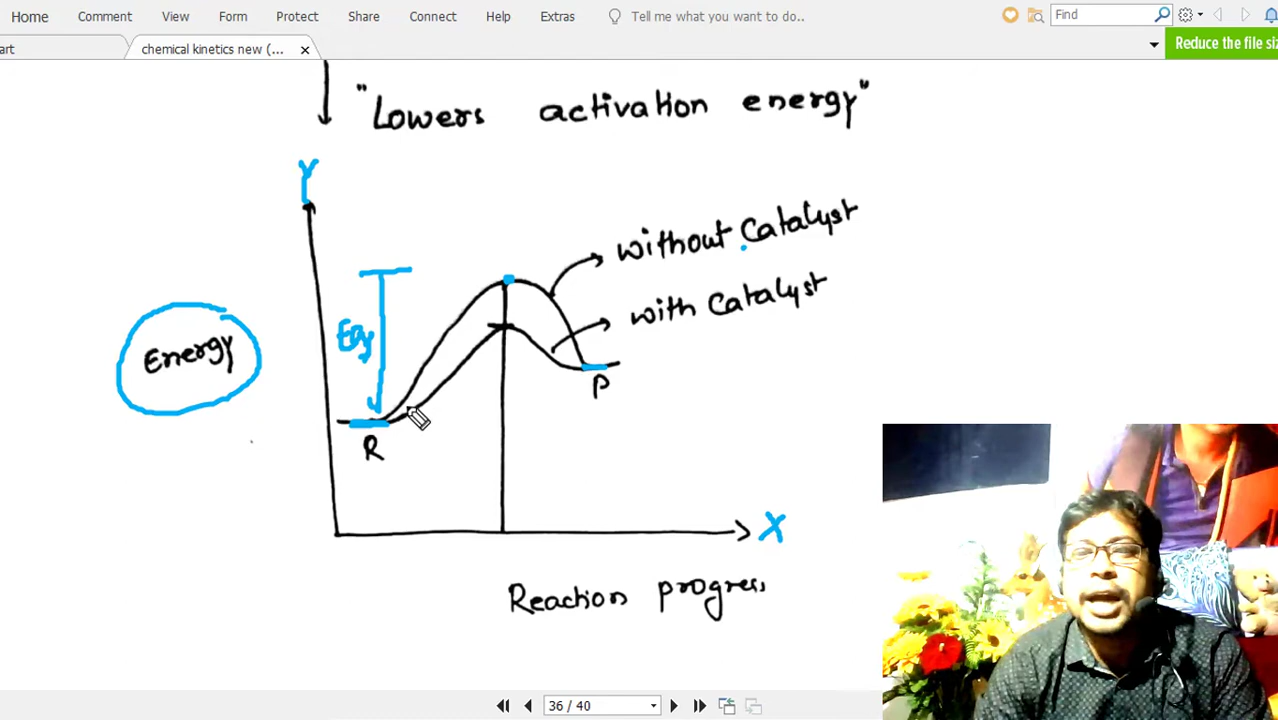 Home Comment View Form Protect Share Connect Help Extras Tell me what you want to do.. Find
art chemical kinetics new (... Reduce the file siz
"Lowers activation energy"
Y
without Catalyst
with Catalyst
Energy
P
R
X
Reaction progress
36 / 40